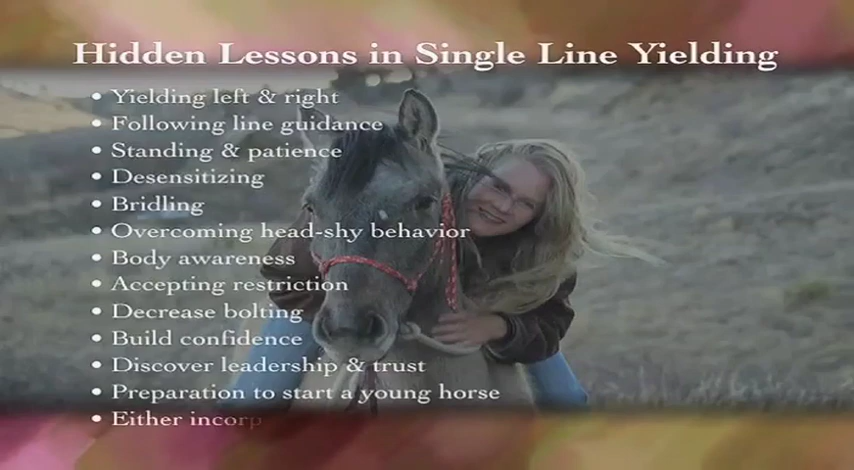 Hidden Lessons in Single Line Yielding
• Yielding left & right
• Following line guidance
• Standing & patience
• Desensitizing
• Bridling
• Overcoming head-shy behavior
• Body awareness
• Accepting restriction
• Decrease bolting
• Build confidence
• Discover leadership & trust
• Preparation to start a young horse
• Either incorp